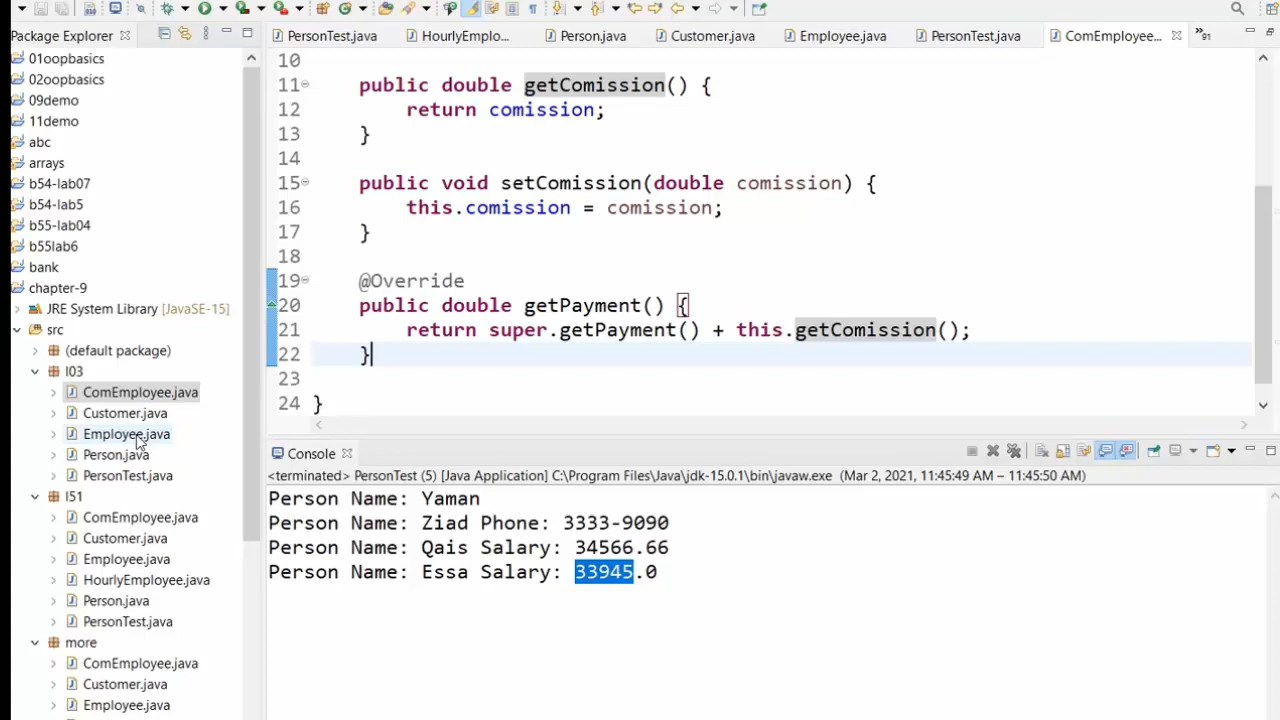 Package Explorer
PersonTest.java
HourlyEmplo...
Person.java
Customer.java
Employee.java
PersonTest.java
ComEmployee...
91
01oopbasics
02oopbasics
09demo
11demo
abc
arrays
b54-lab07
b54-lab5
b55-lab04
b55lab6
bank
chapter-9
JRE System Library [JavaSE-15]
src
(default package)
l03
ComEmployee.java
Customer.java
Employee.java
Person.java
PersonTest.java
l51
ComEmployee.java
Customer.java
Employee.java
HourlyEmployee.java
Person.java
PersonTest.java
more
ComEmployee.java
Customer.java
Employee.java
10
11 public double getComission() {
12 return comission;
13 }
14
15 public void setComission(double comission) {
16 this.comission = comission;
17 }
18
19 @Override
20 public double getPayment() {
21 return super.getPayment() + this.getComission();
22 }
23
24 }
Console
<terminated> PersonTest (5) [Java Application] C:\Program Files\Java\jdk-15.0.1\bin\javaw.exe (Mar 2, 2021, 11:45:49 AM – 11:45:50 AM)
Person Name: Yaman
Person Name: Ziad Phone: 3333-9090
Person Name: Qais Salary: 34566.66
Person Name: Essa Salary: 33945.0